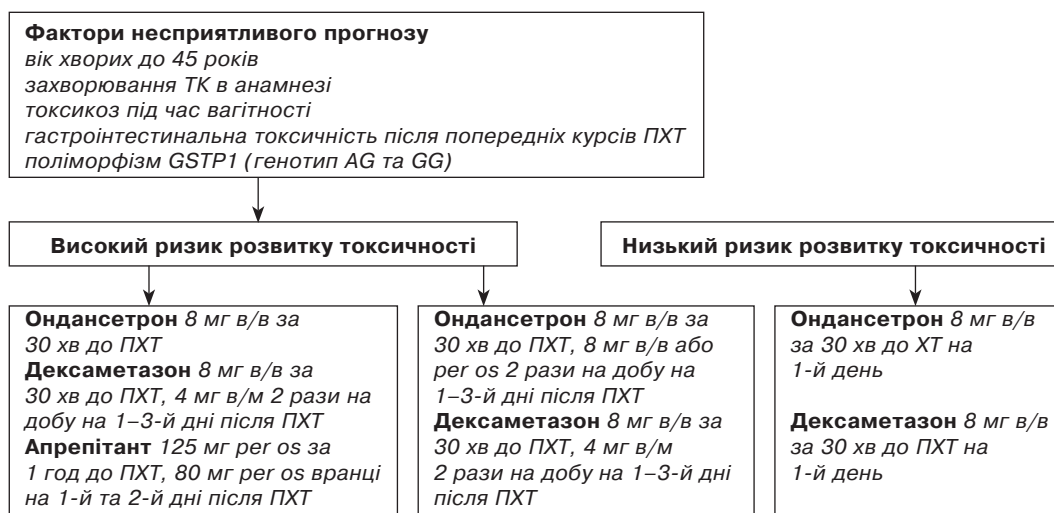 Фактори несприятливого прогнозу
вік хворих до 45 років
захворювання ТК в анамнезі
токсикоз під час вагітності
гастроінтестинальна токсичність після попередніх курсів ПХТ
поліморфізм GSTP1 (генотип AG та GG)
Високий ризик розвитку токсичності
Низький ризик розвитку токсичності
Ондансетрон 8 мг в/в за
30 хв до ПХТ
Дексаметазон 8 мг в/в за
30 хв до ПХТ, 4 мг в/м 2 рази на
добу на 1–3-й дні після ПХТ
Апрепітант 125 мг per os за
1 год до ПХТ, 80 мг per os вранці
на 1-й та 2-й дні після ПХТ
Ондансетрон 8 мг в/в за
30 хв до ПХТ, 8 мг в/в або
per os 2 рази на добу на
1–3-й дні після ПХТ
Дексаметазон 8 мг в/в за
30 хв до ПХТ, 4 мг в/м
2 рази на добу на 1–3-й дні
після ПХТ
Ондансетрон 8 мг в/в
за 30 хв до ХТ на
1-й день
Дексаметазон 8 мг в/в
за 30 хв до ПХТ на
1-й день